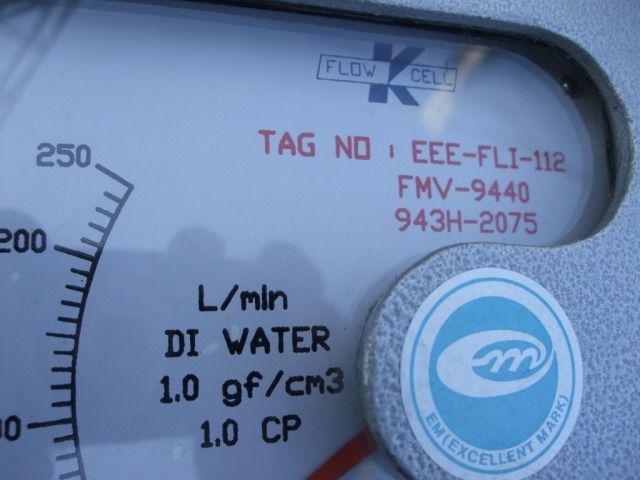 FLOW K CELL
TAG NO : EEE-FLI-112
FMV-9440
943H-2075
250
200
L/min
DI WATER
1.0 gf/cm3
1.0 CP
em
EM(EXCELLENT MARK)